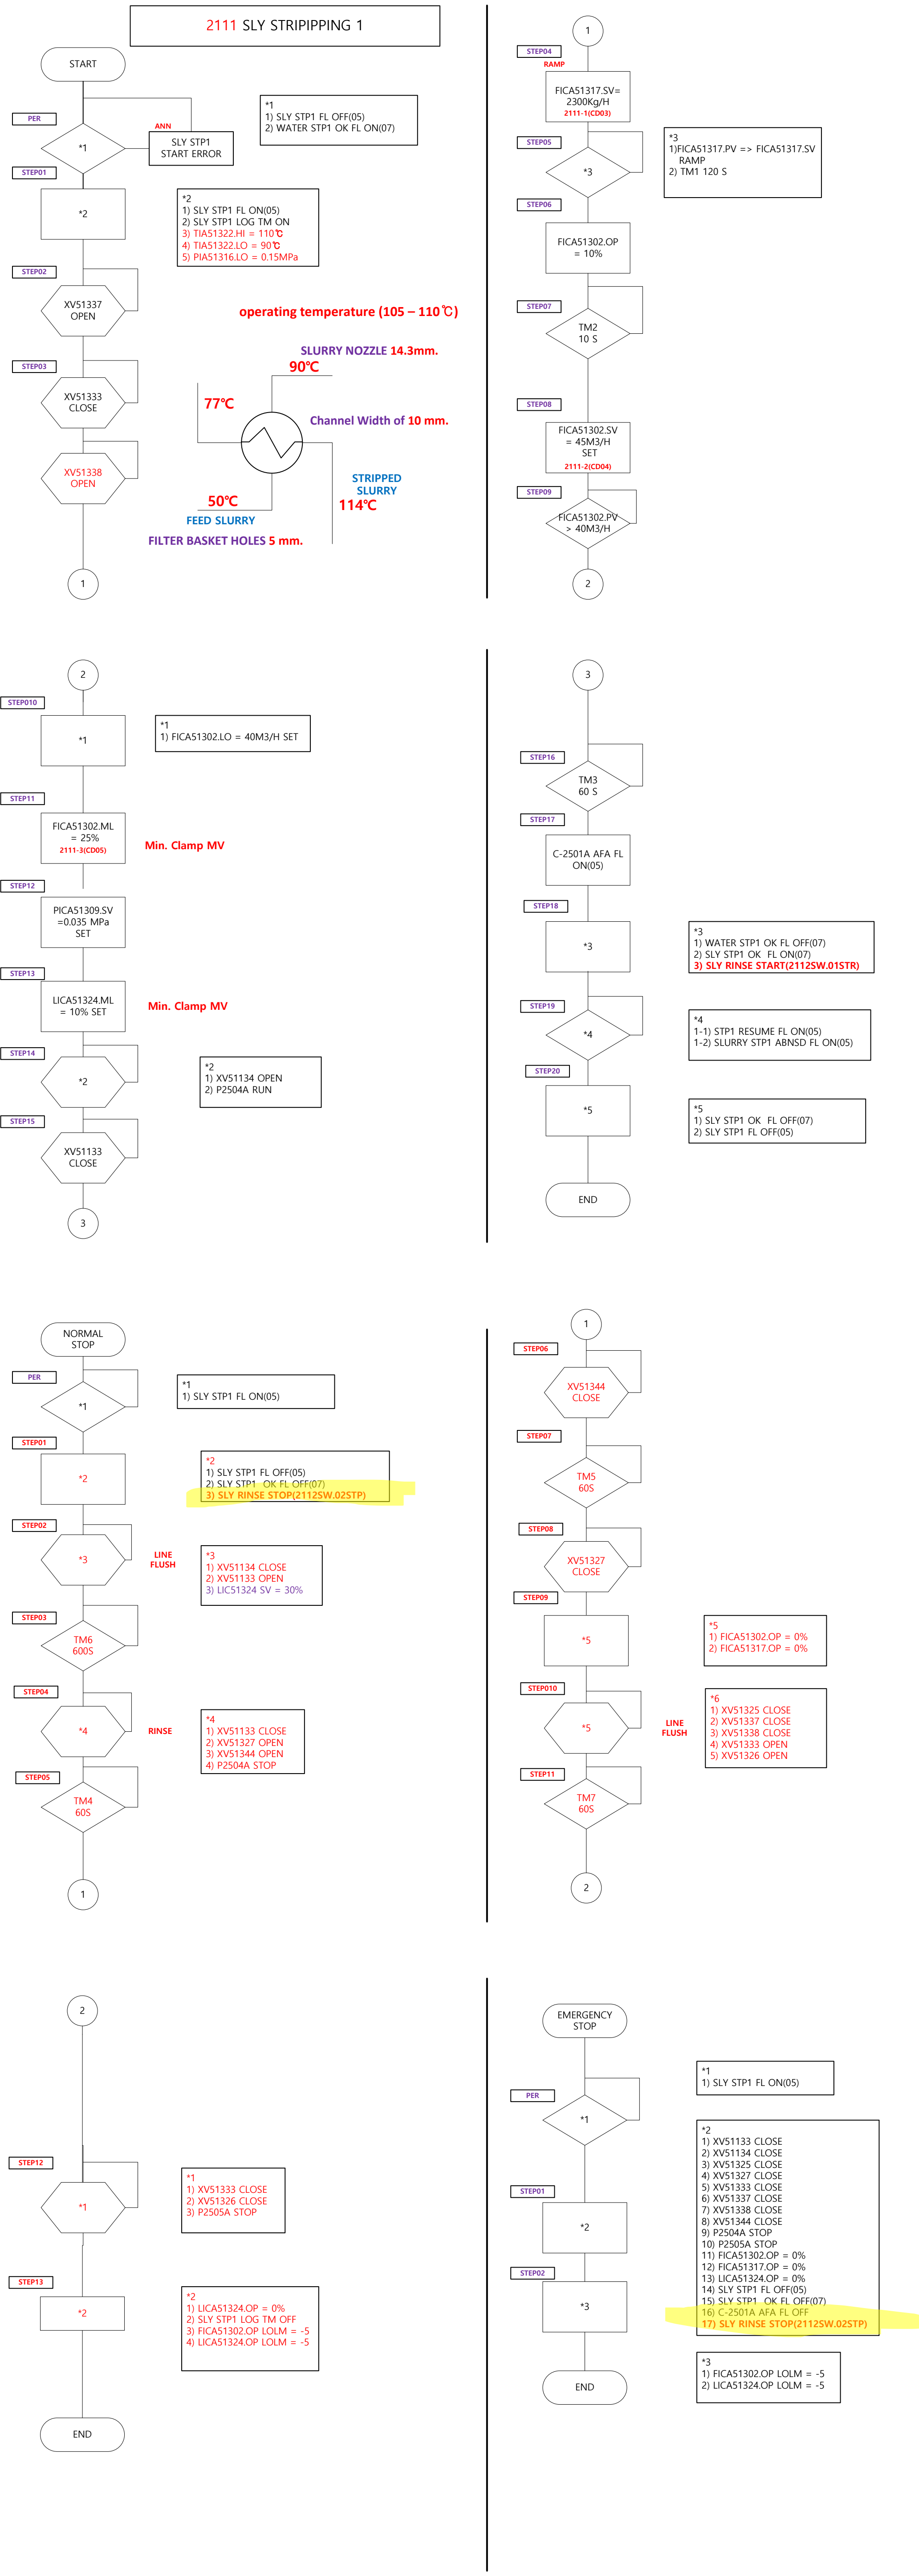 2111 SLY STRIPIPPING 1
START
PER
*1
ANN
SLY STP1
START ERROR
*1
1) SLY STP1 FL OFF(05)
2) WATER STP1 OK FL ON(07)
STEP01
*2
*2
1) SLY STP1 FL ON(05)
2) SLY STP1 LOG TM ON
3) TIA51322.HI = 110℃
4) TIA51322.LO = 90℃
5) PIA51316.LO = 0.15MPa
STEP02
XV51337
OPEN
STEP03
XV51333
CLOSE
XV51338
OPEN
1
operating temperature (105 – 110℃)
SLURRY NOZZLE 14.3mm.
90℃
77℃
Channel Width of 10 mm.
STRIPPED
SLURRY
50℃
114℃
FEED SLURRY
FILTER BASKET HOLES 5 mm.
1
STEP04
RAMP
FICA51317.SV=
2300Kg/H
2111-1(CD03)
STEP05
*3
*3
1)FICA51317.PV => FICA51317.SV
RAMP
2) TM1 120 S
STEP06
FICA51302.OP
= 10%
STEP07
TM2
10 S
STEP08
FICA51302.SV
= 45M3/H
SET
2111-2(CD04)
STEP09
FICA51302.PV
> 40M3/H
2
2
STEP010
*1
*1
1) FICA51302.LO = 40M3/H SET
STEP11
FICA51302.ML
= 25%
2111-3(CD05)
Min. Clamp MV
STEP12
PICA51309.SV
=0.035 MPa
SET
STEP13
LICA51324.ML
= 10% SET
Min. Clamp MV
STEP14
*2
*2
1) XV51134 OPEN
2) P2504A RUN
STEP15
XV51133
CLOSE
3
3
STEP16
TM3
60 S
STEP17
C-2501A AFA FL
ON(05)
STEP18
*3
*3
1) WATER STP1 OK FL OFF(07)
2) SLY STP1 OK  FL ON(07)
3) SLY RINSE START(2112SW.01STR)
STEP19
*4
*4
1-1) STP1 RESUME FL ON(05)
1-2) SLURRY STP1 ABNSD FL ON(05)
STEP20
*5
*5
1) SLY STP1 OK  FL OFF(07)
2) SLY STP1 FL OFF(05)
END
NORMAL
STOP
PER
*1
*1
1) SLY STP1 FL ON(05)
STEP01
*2
*2
1) SLY STP1 FL OFF(05)
2) SLY STP1  OK FL OFF(07)
3) SLY RINSE STOP(2112SW.02STP)
STEP02
*3
LINE
FLUSH
*3
1) XV51134 CLOSE
2) XV51133 OPEN
3) LIC51324 SV = 30%
STEP03
TM6
600S
STEP04
*4
RINSE
*4
1) XV51133 CLOSE
2) XV51327 OPEN
3) XV51344 OPEN
4) P2504A STOP
STEP05
TM4
60S
1
1
STEP06
XV51344
CLOSE
STEP07
TM5
60S
STEP08
XV51327
CLOSE
STEP09
*5
*5
1) FICA51302.OP = 0%
2) FICA51317.OP = 0%
STEP010
*5
LINE
FLUSH
*6
1) XV51325 CLOSE
2) XV51337 CLOSE
3) XV51338 CLOSE
4) XV51333 OPEN
5) XV51326 OPEN
STEP11
TM7
60S
2
2
STEP12
*1
*1
1) XV51333 CLOSE
2) XV51326 CLOSE
3) P2505A STOP
STEP13
*2
*2
1) LICA51324.OP = 0%
2) SLY STP1 LOG TM OFF
3) FICA51302.OP LOLM = -5
4) LICA51324.OP LOLM = -5
END
EMERGENCY
STOP
PER
*1
*1
1) SLY STP1 FL ON(05)
STEP01
*2
*2
1) XV51133 CLOSE
2) XV51134 CLOSE
3) XV51325 CLOSE
4) XV51327 CLOSE
5) XV51333 CLOSE
6) XV51337 CLOSE
7) XV51338 CLOSE
8) XV51344 CLOSE
9) P2504A STOP
10) P2505A STOP
11) FICA51302.OP = 0%
12) FICA51317.OP = 0%
13) LICA51324.OP = 0%
14) SLY STP1 FL OFF(05)
15) SLY STP1  OK FL OFF(07)
16) C-2501A AFA FL OFF
17) SLY RINSE STOP(2112SW.02STP)
STEP02
*3
*3
1) FICA51302.OP LOLM = -5
2) LICA51324.OP LOLM = -5
END